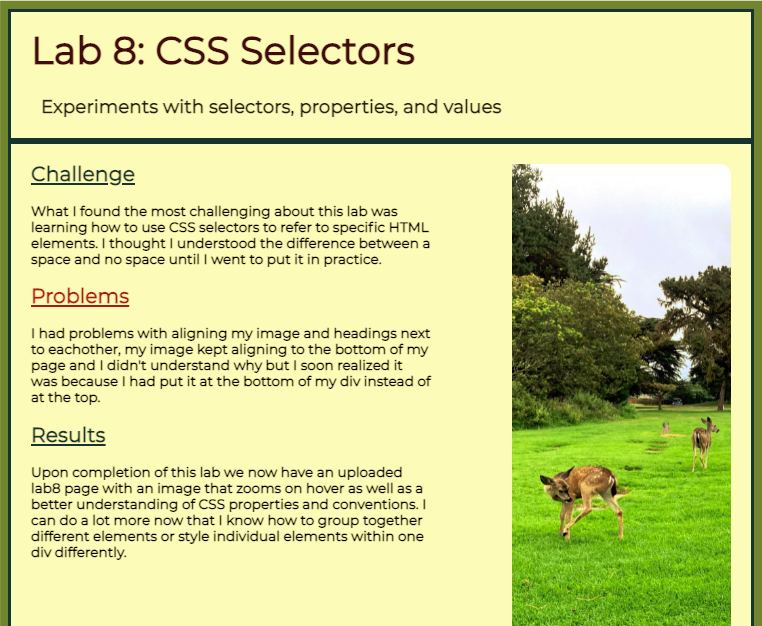 Lab 8: CSS Selectors
Experiments with selectors, properties, and values
Challenge
What I found the most challenging about this lab was
learning how to use CSS selectors to refer to specific HTML
elements. I thought I understood the difference between a
space and no space until I went to put it in practice.
Problems
I had problems with aligning my image and headings next
to eachother, my image kept aligning to the bottom of my
page and I didn't understand why but I soon realized it
was because I had put it at the bottom of my div instead of
at the top.
Results
Upon completion of this lab we now have an uploaded
lab8 page with an image that zooms on hover as well as a
better understanding of CSS properties and conventions. I
can do a lot more now that I know how to group together
different elements or style individual elements within one
div differently.